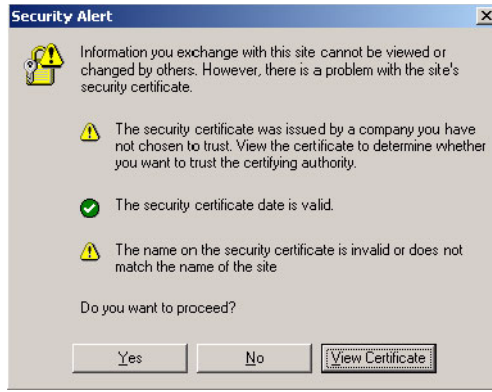 Security Alert
Information you exchange with this site cannot be viewed or
changed by others. However, there is a problem with the site's
security certificate.
The security certificate was issued by a company you have
not chosen to trust. View the certificate to determine whether
you want to trust the certifying authority.
The security certificate date is valid.
The name on the security certificate is invalid or does not
match the name of the site
Do you want to proceed?
Yes No View Certificate